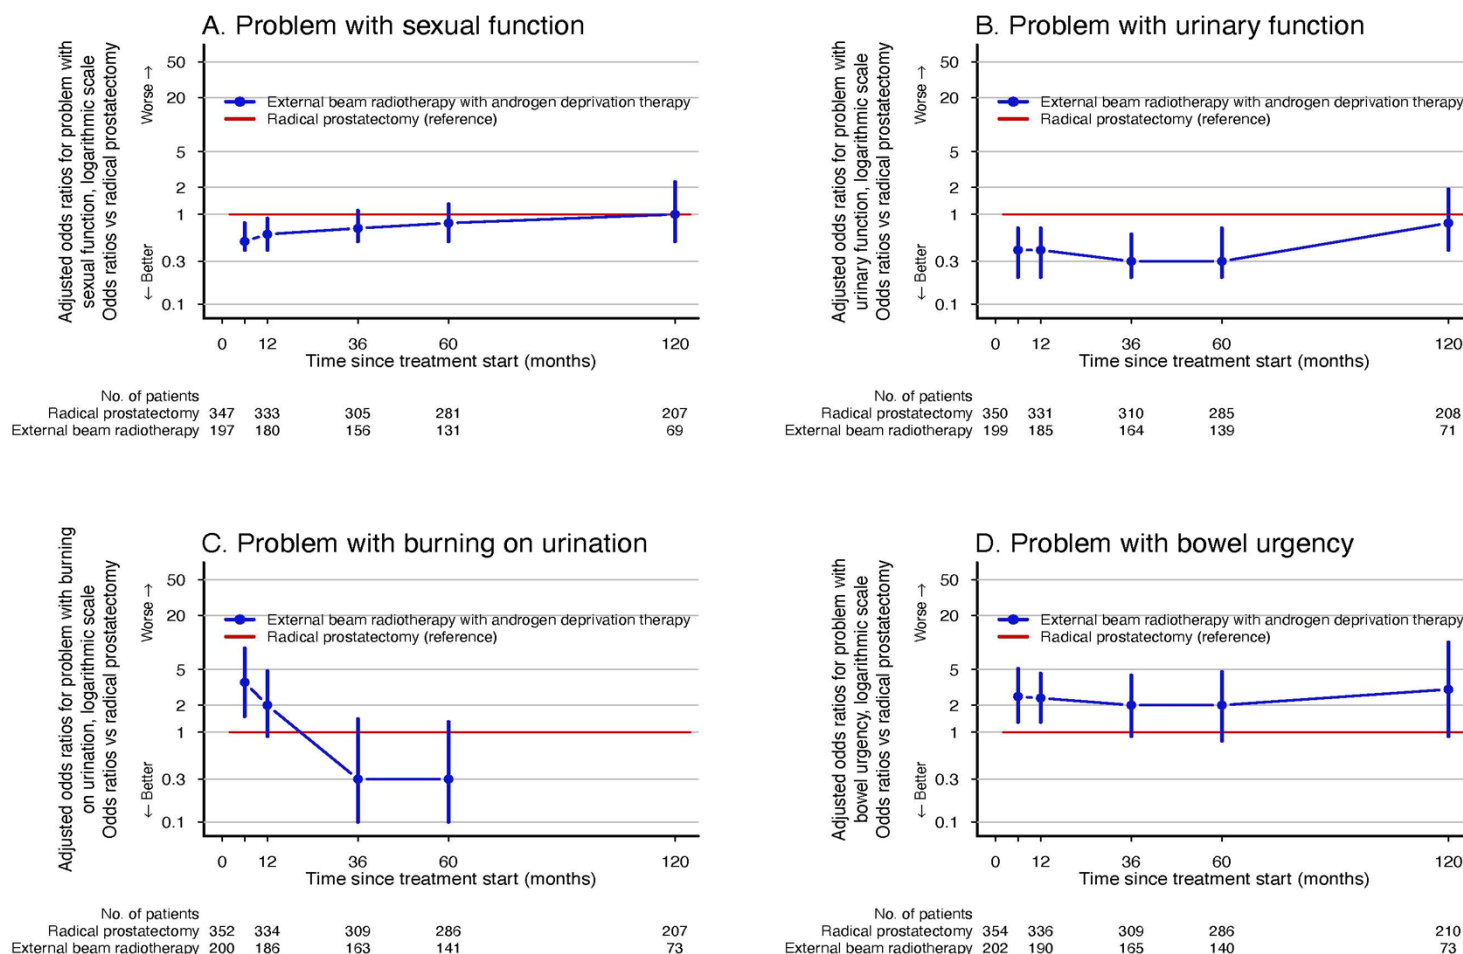 A. Problem with sexual function
Adjusted odds ratios for problem with
sexual function, logarithmic scale
Odds ratios vs radical prostatectomy
Worse →
← Better
50
20
5
2
1
0.3
0.1
External beam radiotherapy with androgen deprivation therapy
Radical prostatectomy (reference)
0 12 36 60 120
Time since treatment start (months)
No. of patients
Radical prostatectomy 347 333 305 281 207
External beam radiotherapy 197 180 156 131 69
B. Problem with urinary function
Adjusted odds ratios for problem with
urinary function, logarithmic scale
Odds ratios vs radical prostatectomy
Worse →
← Better
50
20
5
2
1
0.3
0.1
External beam radiotherapy with androgen deprivation therapy
Radical prostatectomy (reference)
0 12 36 60 120
Time since treatment start (months)
No. of patients
Radical prostatectomy 350 331 310 285 208
External beam radiotherapy 199 185 164 139 71
C. Problem with burning on urination
Adjusted odds ratios for problem with burning
on urination, logarithmic scale
Odds ratios vs radical prostatectomy
Worse →
← Better
50
20
5
2
1
0.3
0.1
External beam radiotherapy with androgen deprivation therapy
Radical prostatectomy (reference)
0 12 36 60 120
Time since treatment start (months)
No. of patients
Radical prostatectomy 352 334 309 286 207
External beam radiotherapy 200 186 163 141 73
D. Problem with bowel urgency
Adjusted odds ratios for problem with
bowel urgency, logarithmic scale
Odds ratios vs radical prostatectomy
Worse →
← Better
50
20
5
2
1
0.3
0.1
External beam radiotherapy with androgen deprivation therapy
Radical prostatectomy (reference)
0 12 36 60 120
Time since treatment start (months)
No. of patients
Radical prostatectomy 354 336 309 286 210
External beam radiotherapy 202 190 165 140 73